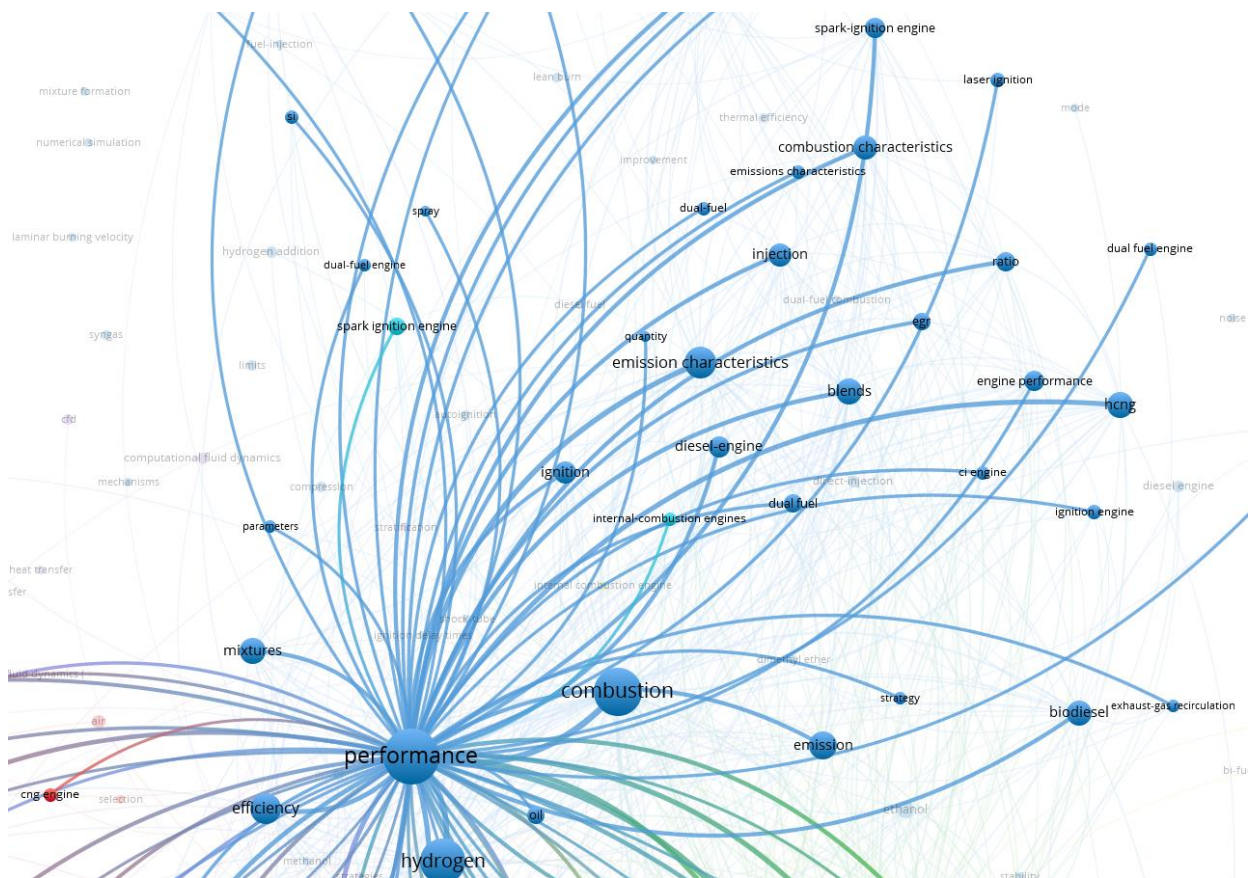 spark-ignition engine
fuel-injection
lean burn
laser ignition
mixture formation
mode
si
thermal efficiency
numerical simulation
combustion characteristics
improvement
emissions characteristics
spray
dual-fuel
laminar burning velocity
hydrogen addition
injection
dual fuel engine
dual-fuel engine
ratio
diesel fuel
dual-fuel combustion
noise
spark ignition engine
egr
syngas
quantity
limits
emission characteristics
blends
engine performance
hcng
cfd
autoignition
diesel-engine
computational fluid dynamics
ignition
ci engine
mechanisms
compression
direct-injection
diesel engine
dual fuel
ignition engine
parameters
stratification
internal-combustion engines
heat transfer
internal combustion engine
sfer
shock-tube
ignition delay times
mixtures
dimethyl ether
fluid dynamics (
combustion
strategy
exhaust-gas recirculation
biodiesel
air
emission
performance
bi-fu
cng engine
selection
efficiency
oil
ethanol
methanol
hydrogen
strategies
stability